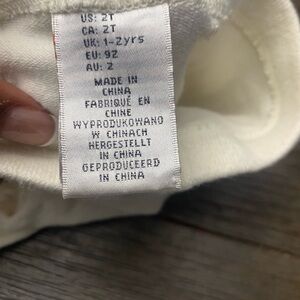 US: 2T
CA: 2T
UK: 1-2yrs
EU: 92
AU: 2
MADE IN
CHINA
FABRIQUÉ EN
CHINE
WYPRODUKOWANO
W CHINACH
HERGESTELLT
IN CHINA
GEPRODUCEERD
IN CHINA